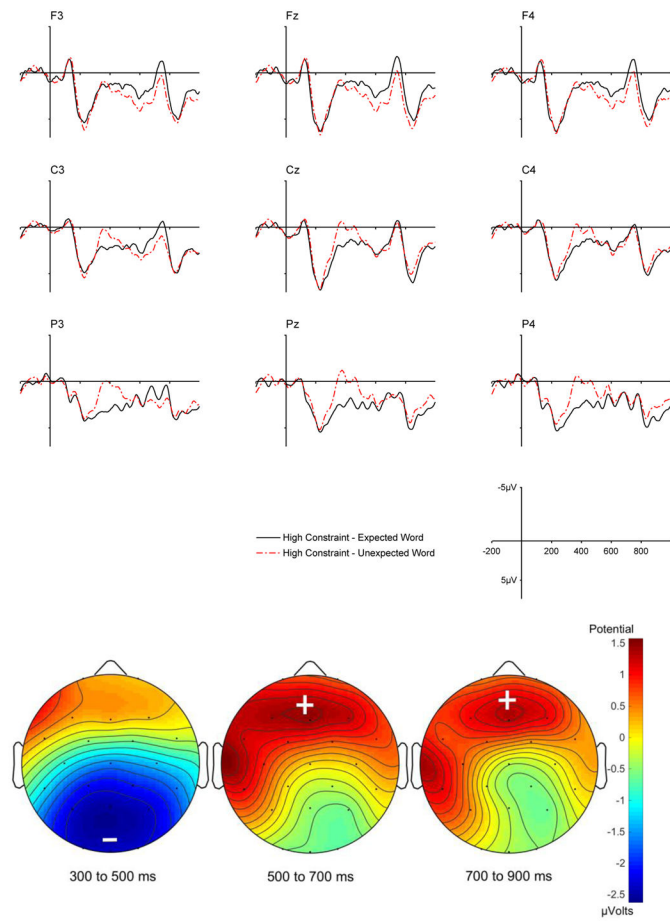 F3 Fz F4
C3 Cz C4
P3 Pz P4
-5µV
High Constraint - Expected Word
High Constraint - Unexpected Word
-200 200 400 600 800
5µV
Potential
1.5
1
0.5
0
-0.5
-1
-1.5
-2
-2.5
µVolts
300 to 500 ms 500 to 700 ms 700 to 900 ms